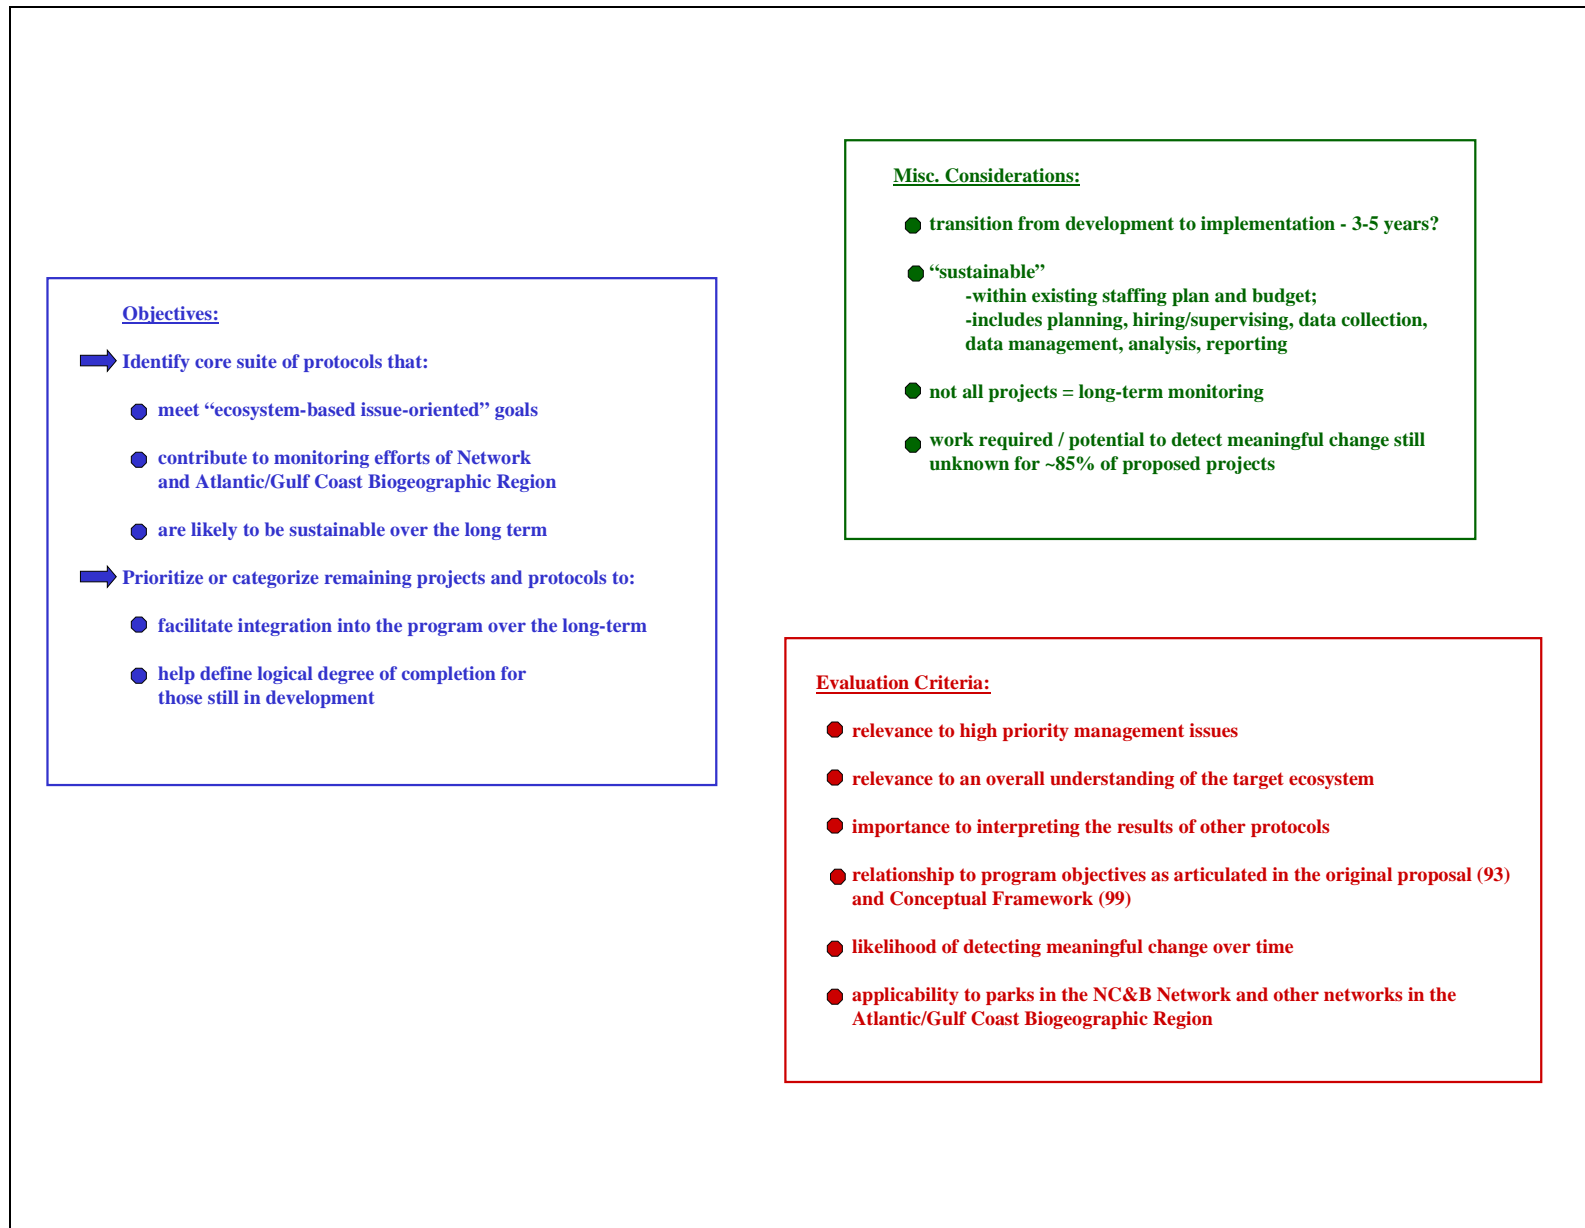 Objectives:
Identify core suite of protocols that:
meet “ecosystem-based issue-oriented” goals
contribute to monitoring efforts of Network
and Atlantic/Gulf Coast Biogeographic Region
are likely to be sustainable over the long term
Prioritize or categorize remaining projects and protocols to:
facilitate integration into the program over the long-term
help define logical degree of completion for
those still in development
Misc. Considerations:
transition from development to implementation - 3-5 years?
“sustainable”
-within existing staffing plan and budget;
-includes planning, hiring/supervising, data collection,
data management, analysis, reporting
not all projects = long-term monitoring
work required / potential to detect meaningful change still
unknown for ~85% of proposed projects
Evaluation Criteria:
relevance to high priority management issues
relevance to an overall understanding of the target ecosystem
importance to interpreting the results of other protocols
relationship to program objectives as articulated in the original proposal (93)
and Conceptual Framework (99)
likelihood of detecting meaningful change over time
applicability to parks in the NC&B Network and other networks in the
Atlantic/Gulf Coast Biogeographic Region